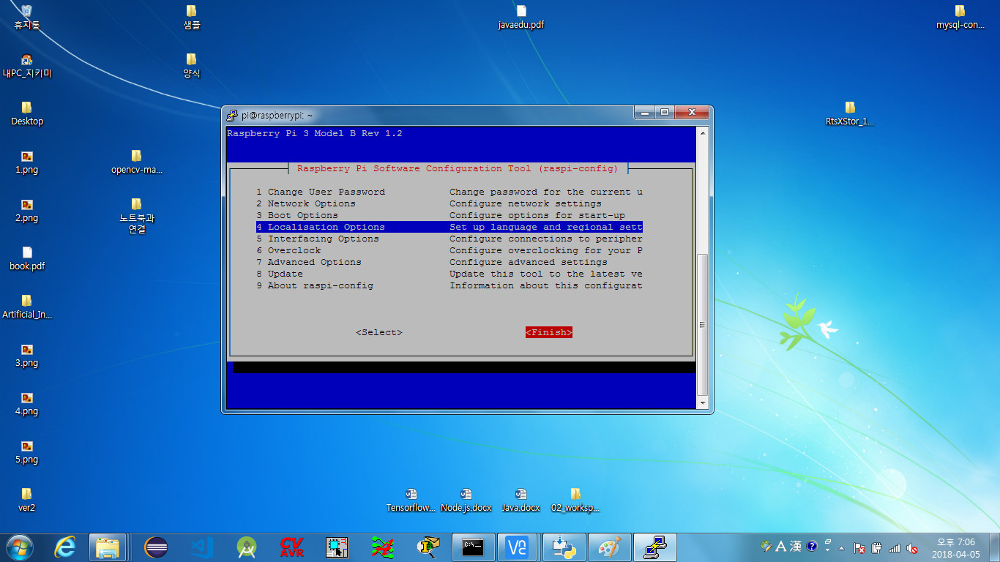 휴지통
샘플
javaedu.pdf
mysql-con...
내PC_지키미
양식
Desktop
RtsXStor_1...
1.png
opencv-ma...
2.png
노트북과
연결
book.pdf
Artificial_In...
3.png
4.png
5.png
ver2
Tensorflow...
Node.js.docx
Java.docx
02_worksp...
pi@raspberrypi: ~
Raspberry Pi 3 Model B Rev 1.2
Raspberry Pi Software Configuration Tool (raspi-config)
1 Change User Password Change password for the current u
2 Network Options Configure network settings
3 Boot Options Configure options for start-up
4 Localisation Options Set up language and regional sett
5 Interfacing Options Configure connections to peripher
6 Overclock Configure overclocking for your P
7 Advanced Options Configure advanced settings
8 Update Update this tool to the latest ve
9 About raspi-config Information about this configurat
<Select> <Finish>
CV
AVR
C:\-
A 漢 ?
오후 7:06
2018-04-05